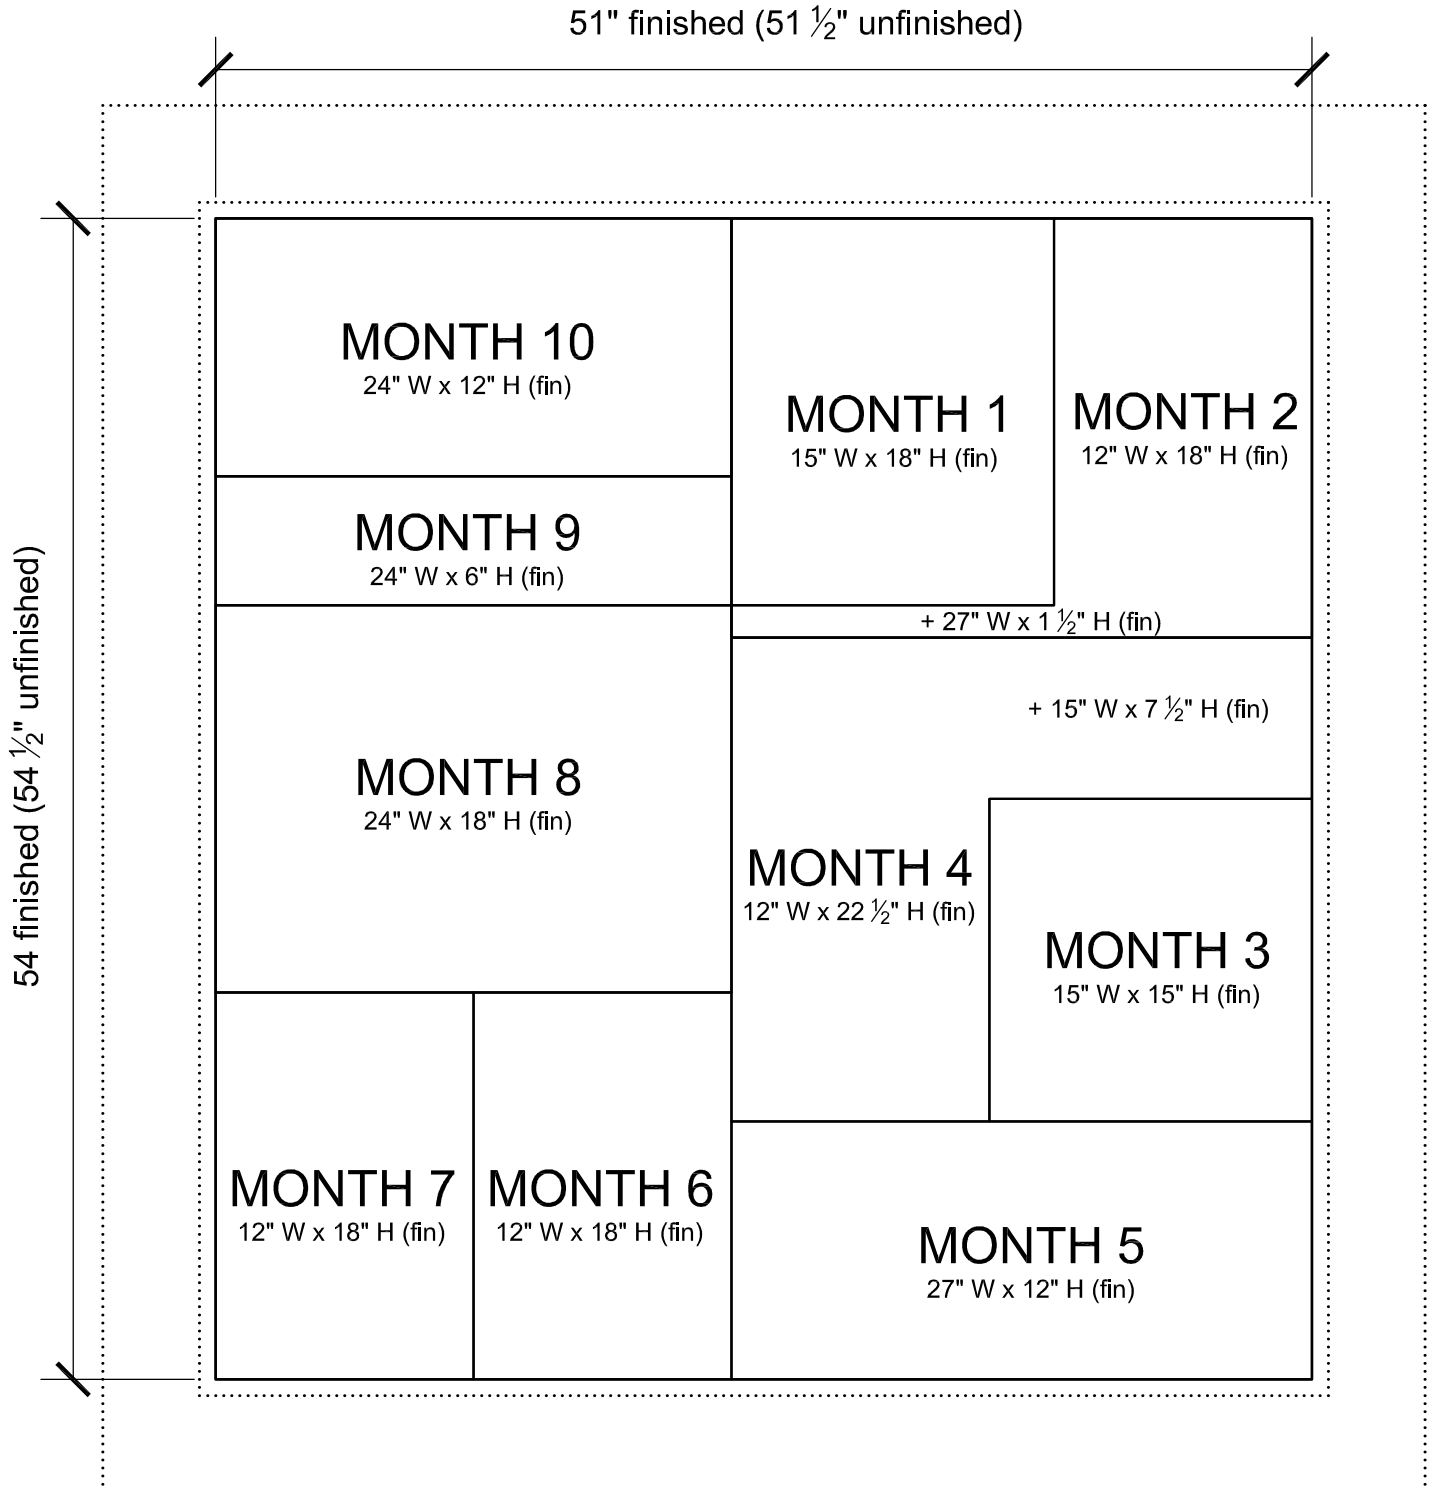 51" finished (51 ½" unfinished)
54 finished (54 ½" unfinished)
MONTH 10
24" W x 12" H (fin)
MONTH 1
15" W x 18" H (fin)
MONTH 2
12" W x 18" H (fin)
MONTH 9
24" W x 6" H (fin)
+ 27" W x 1 ½" H (fin)
+ 15" W x 7 ½" H (fin)
MONTH 8
24" W x 18" H (fin)
MONTH 4
12" W x 22 ½" H (fin)
MONTH 3
15" W x 15" H (fin)
MONTH 7
12" W x 18" H (fin)
MONTH 6
12" W x 18" H (fin)
MONTH 5
27" W x 12" H (fin)